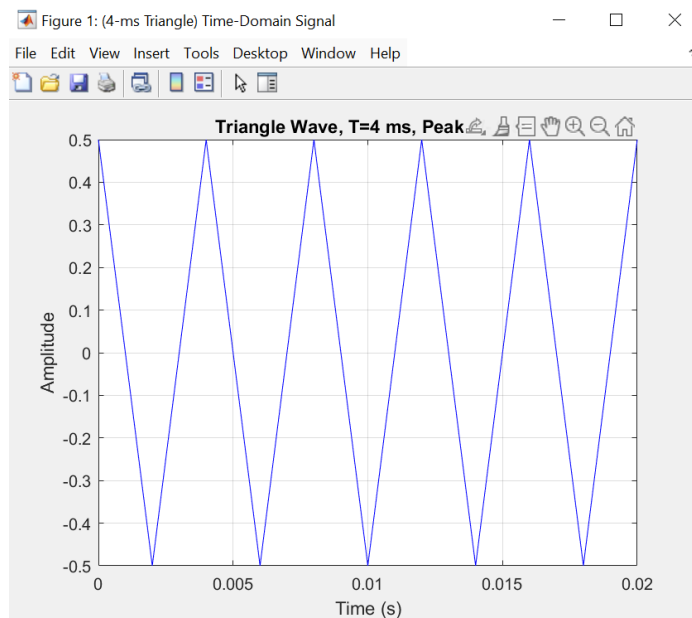 Figure 1: (4-ms Triangle) Time-Domain Signal
File Edit View Insert Tools Desktop Window Help
Triangle Wave, T=4 ms, Peak
0.5
0.4
0.3
0.2
0.1
0
-0.1
-0.2
-0.3
-0.4
-0.5
Amplitude
0 0.005 0.01 0.015 0.02
Time (s)